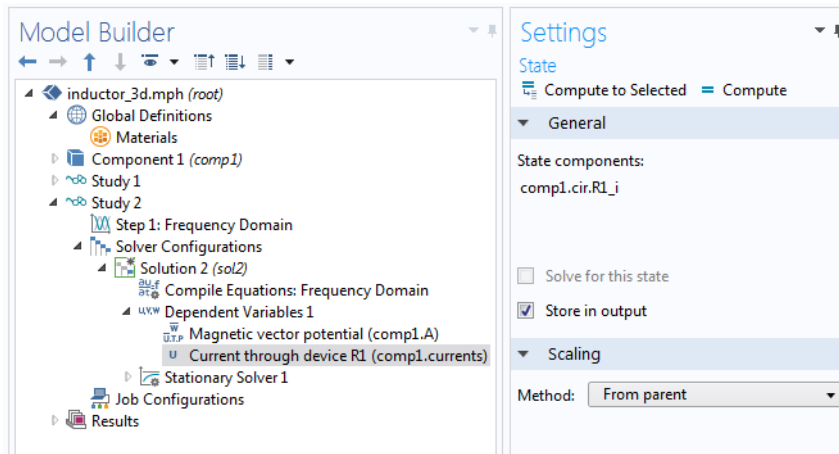 Model Builder
inductor_3d.mph (root)
Global Definitions
Materials
Component 1 (comp1)
Study 1
Study 2
Step 1: Frequency Domain
Solver Configurations
Solution 2 (sol2)
Compile Equations: Frequency Domain
Dependent Variables 1
Magnetic vector potential (comp1.A)
Current through device R1 (comp1.currents)
Stationary Solver 1
Job Configurations
Results
Settings
State
Compute to Selected = Compute
General
State components:
comp1.cir.R1_i
Solve for this state
Store in output
Scaling
Method: From parent